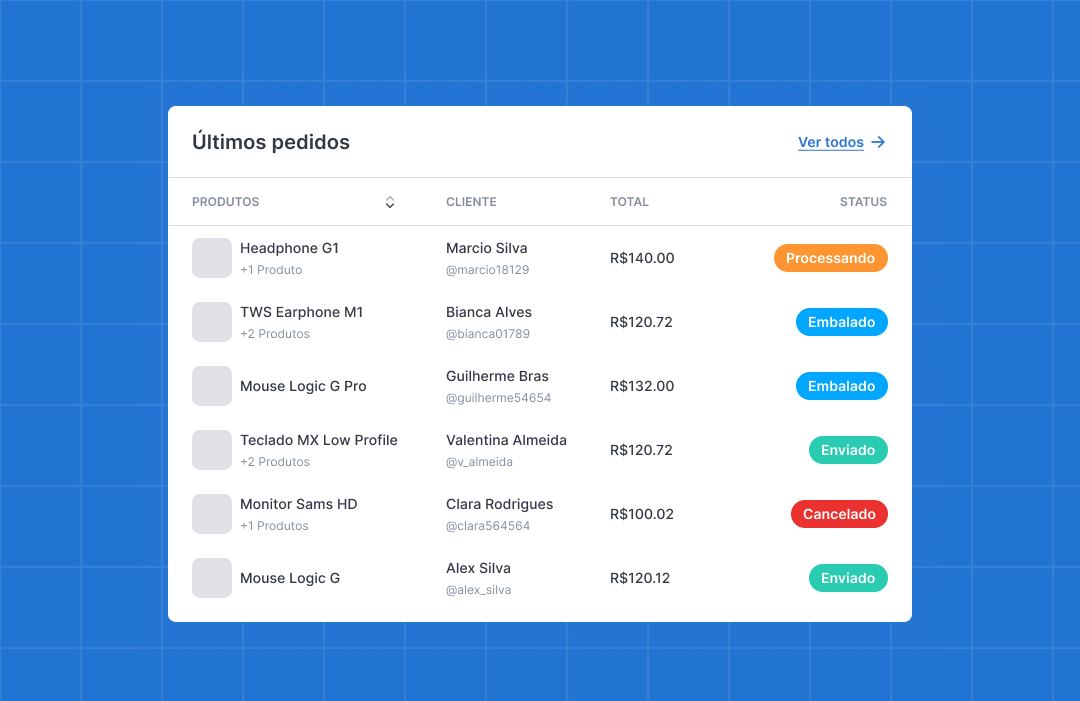 Últimos pedidos
Ver todos
PRODUTOS CLIENTE TOTAL STATUS
Headphone G1 Marcio Silva R$140.00 Processando
+1 Produto @marcio18129
TWS Earphone M1 Bianca Alves R$120.72 Embalado
+2 Produtos @bianca01789
Mouse Logic G Pro Guilherme Bras R$132.00 Embalado
@guilherme54654
Teclado MX Low Profile Valentina Almeida R$120.72 Enviado
+2 Produtos @v_almeida
Monitor Sams HD Clara Rodrigues R$100.02 Cancelado
+1 Produtos @clara564564
Mouse Logic G Alex Silva R$120.12 Enviado
@alex_silva